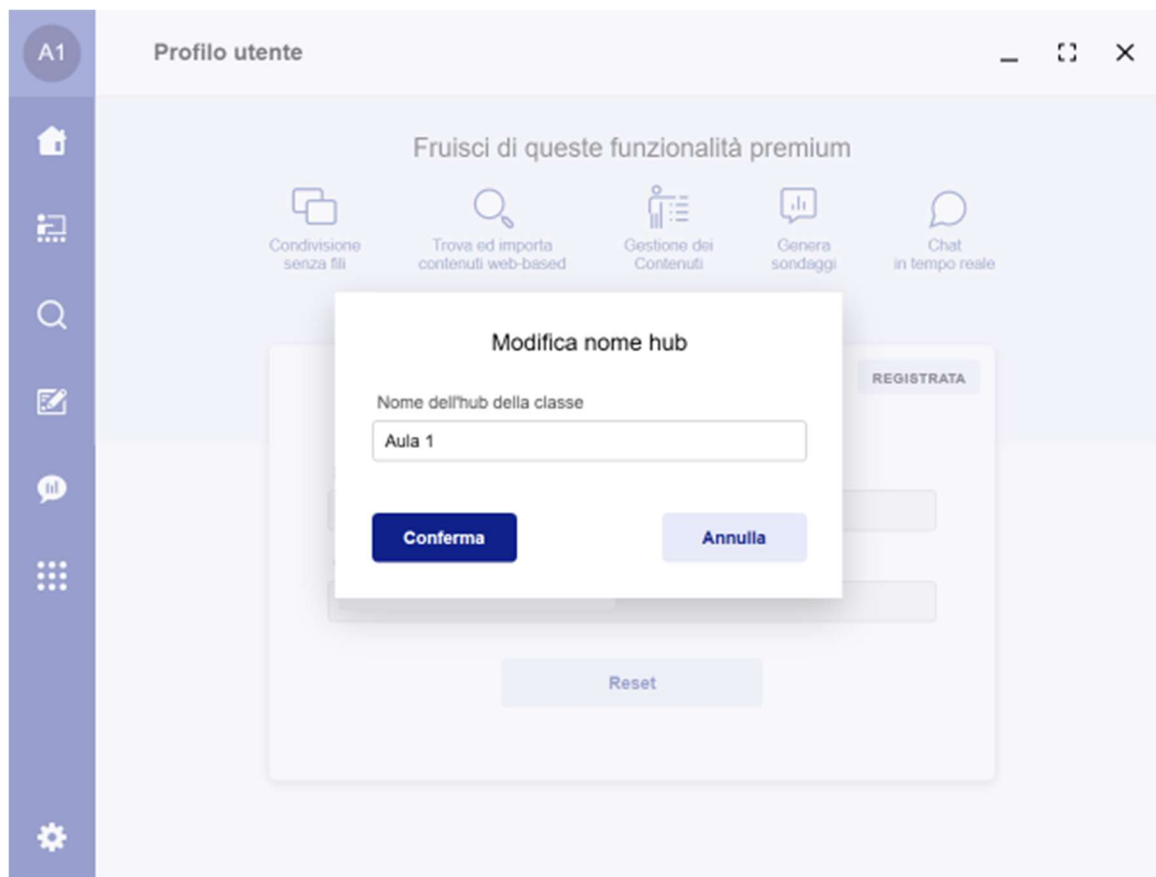 A1
Profilo utente
Fruisci di queste funzionalità premium
Condivisione
senza fili
Trova ed importa
contenuti web-based
Gestione dei
Contenuti
Genera
sondaggi
Chat
in tempo reale
Modifica nome hub
REGISTRATA
Nome dell'hub della classe
Aula 1
Conferma
Annulla
Reset